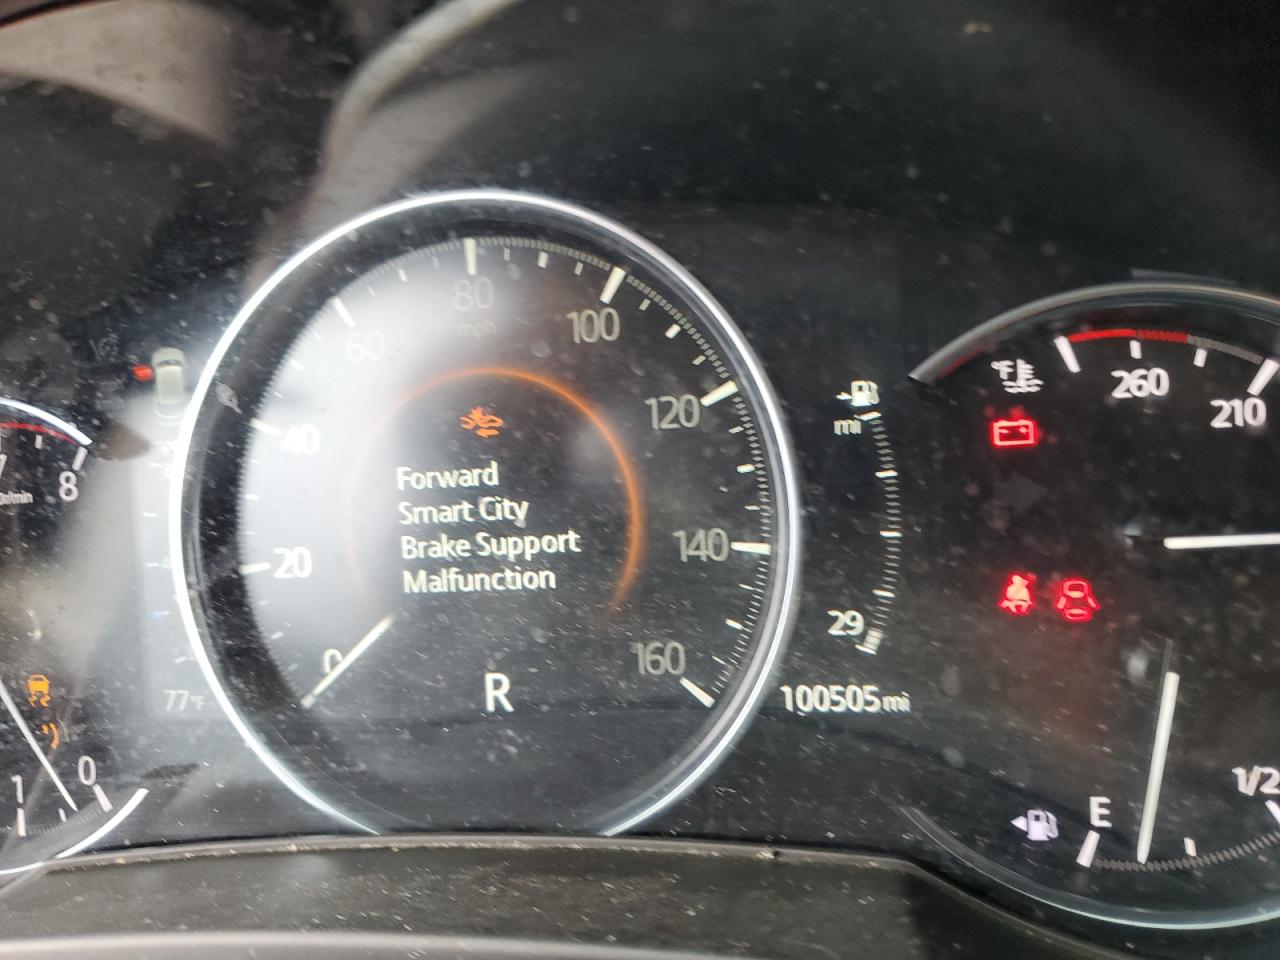 80
mph
100
60
120
40
140
20
160
0
Forward
Smart City
Brake Support
Malfunction
R
77°F
mi
29
100505mi
°F
260
210
E
1/2
8
1
0